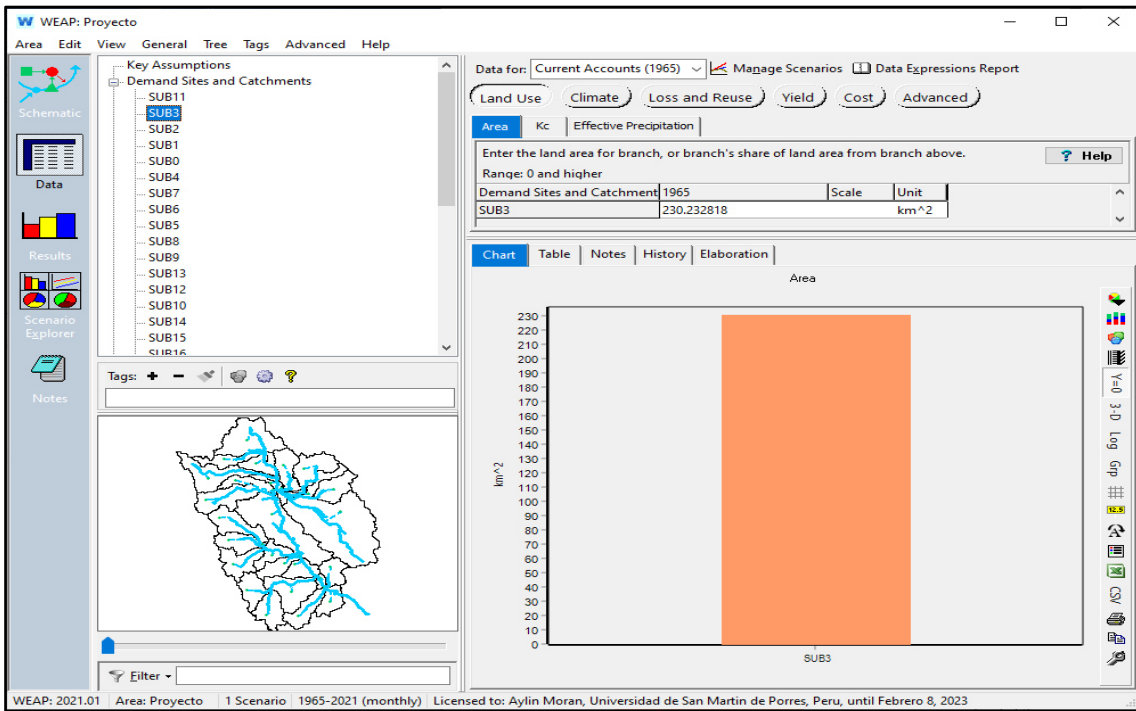 WEAP: Proyecto
Area Edit View General Tree Tags Advanced Help
Schematic
Data
Results
Scenario
Explorer
Notes
Key Assumptions
Demand Sites and Catchments
SUB11
SUB3
SUB2
SUB1
SUB0
SUB4
SUB7
SUB6
SUB5
SUB8
SUB9
SUB13
SUB12
SUB10
SUB14
SUB15
SUB16
Tags:
Filter
Data for: Current Accounts (1965) Manage Scenarios Data Expressions Report
Land Use Climate Loss and Reuse Yield Cost Advanced
Area Kc Effective Precipitation
Enter the land area for branch, or branch's share of land area from branch above.
Range: 0 and higher
? Help
Demand Sites and Catchment 1965 Scale Unit
SUB3 230.232818 km^2
Chart Table Notes History Elaboration
Area
km^2
230
220
210
200
190
180
170
160
150
140
130
120
110
100
90
80
70
60
50
40
30
20
10
0
SUB3
Y=0
3-D
Log
Grp
12.5
CSV
WEAP: 2021.01 Area: Proyecto 1 Scenario 1965-2021 (monthly) Licensed to: Aylin Moran, Universidad de San Martin de Porres, Peru, until Febrero 8, 2023